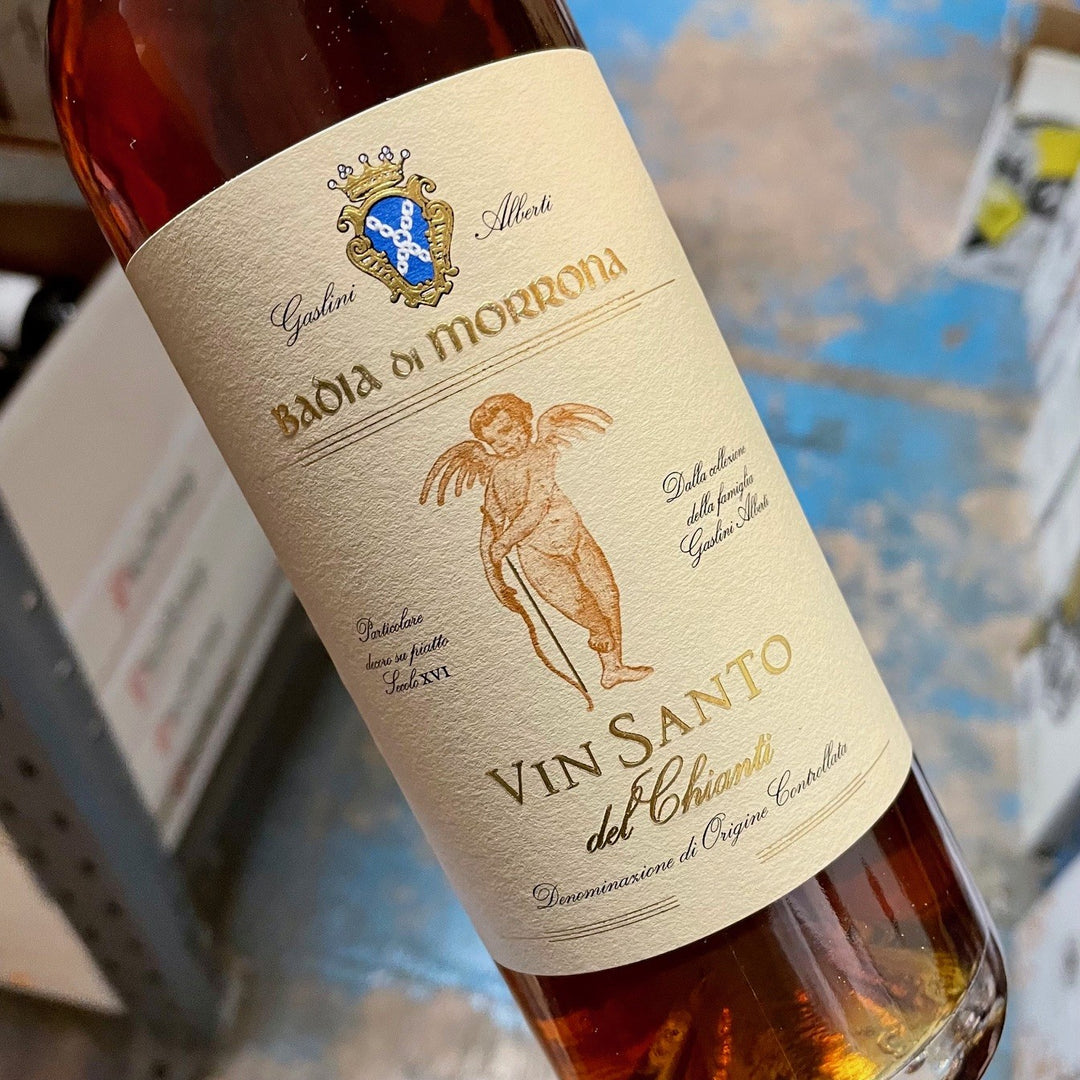 Gaslini
Alberti
BADIA DI MORRONA
Dalla collezione
della famiglia
Gaslini Alberti
Particolare
decoro su piatto
Secolo XVI
VIN SANTO
del Chianti
Denominazione di Origine Controllata